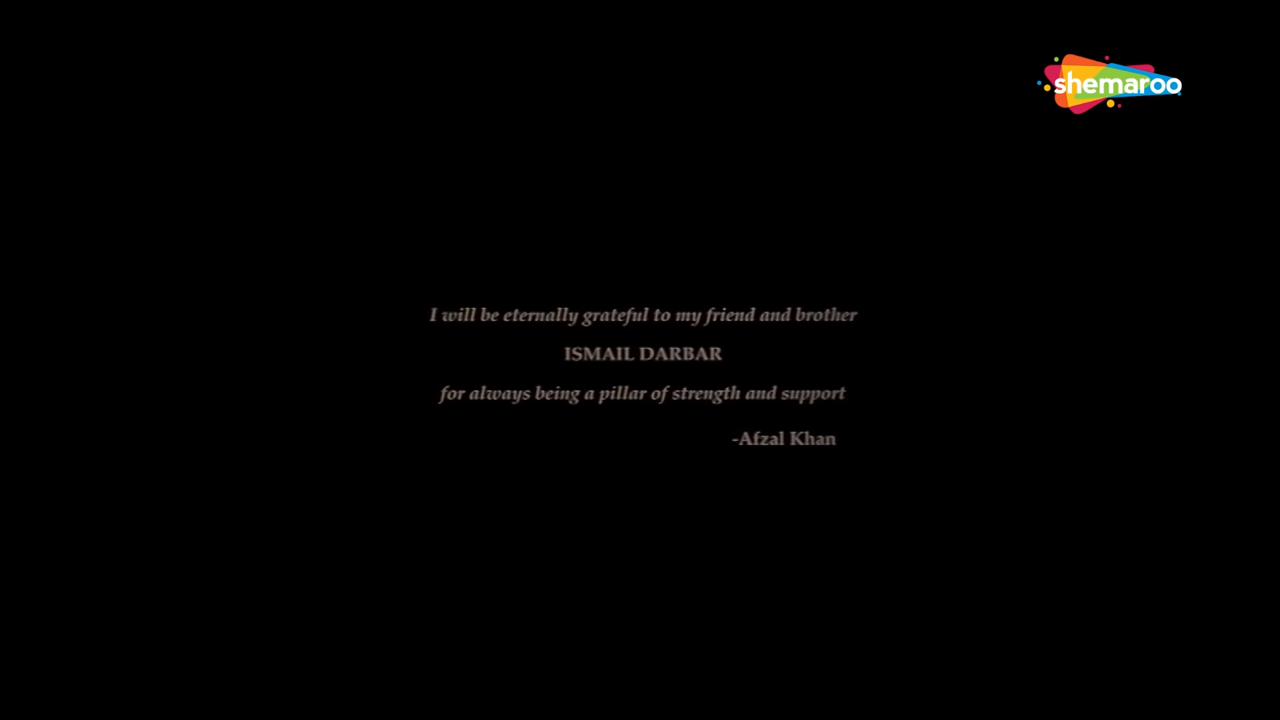 shemaroo
I will be eternally grateful to my friend and brother
ISMAIL DARBAR
for always being a pillar of strength and support
-Afzal Khan